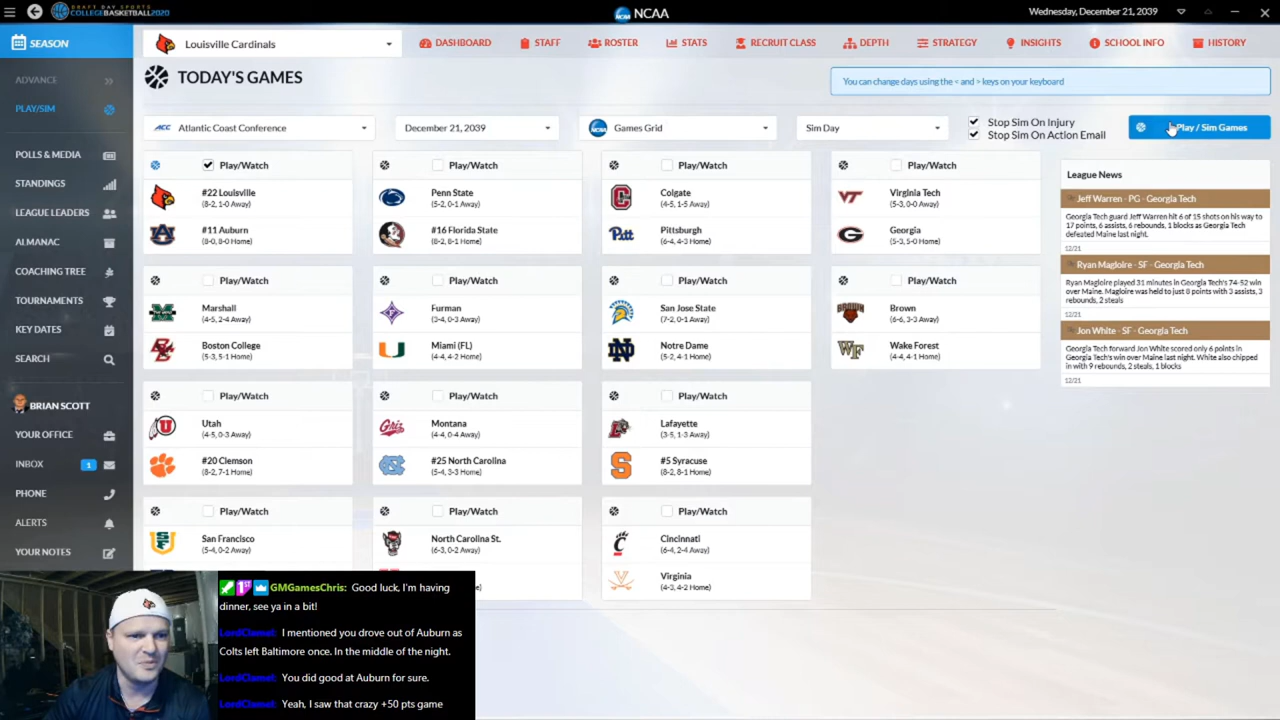 DRAFT DAY SPORTS
COLLEGE BASKETBALL 2020
NCAA
Wednesday, December 21, 2039
SEASON
Louisville Cardinals
DASHBOARD
STAFF
ROSTER
STATS
RECRUIT CLASS
DEPTH
STRATEGY
INSIGHTS
SCHOOL INFO
HISTORY
ADVANCE
PLAY/SIM
POLLS & MEDIA
STANDINGS
LEAGUE LEADERS
ALMANAC
COACHING TREE
TOURNAMENTS
KEY DATES
SEARCH
BRIAN SCOTT
YOUR OFFICE
INBOX 1
PHONE
ALERTS
YOUR NOTES
TODAY'S GAMES
You can change days using the < and > keys on your keyboard
ACC Atlantic Coast Conference
December 21, 2039
Games Grid
Sim Day
Stop Sim On Injury
Stop Sim On Action Email
Play / Sim Games
Play/Watch
#22 Louisville
(8-2, 1-0 Away)
#11 Auburn
(8-0, 8-0 Home)
Play/Watch
Penn State
(5-2, 0-1 Away)
#16 Florida State
(8-2, 8-1 Home)
Play/Watch
Colgate
(4-5, 1-5 Away)
Pitt
Pittsburgh
(6-4, 4-3 Home)
Play/Watch
Virginia Tech
(5-3, 0-0 Away)
Georgia
(5-3, 5-0 Home)
Play/Watch
Marshall
(4-5, 2-4 Away)
Boston College
(5-3, 5-1 Home)
Play/Watch
Furman
(3-4, 0-3 Away)
Miami (FL)
(4-4, 4-2 Home)
Play/Watch
San Jose State
(7-2, 0-1 Away)
Notre Dame
(5-2, 4-1 Home)
Play/Watch
Brown
(6-6, 3-3 Away)
WF
Wake Forest
(4-4, 4-1 Home)
Play/Watch
Utah
(4-5, 0-3 Away)
#20 Clemson
(8-2, 7-1 Home)
Play/Watch
Griz
Montana
(4-4, 0-4 Away)
#25 North Carolina
(5-4, 3-3 Home)
Play/Watch
Lafayette
(3-5, 1-3 Away)
#5 Syracuse
(8-2, 8-1 Home)
Play/Watch
San Francisco
(5-4, 0-2 Away)
Play/Watch
North Carolina St.
(6-3, 0-2 Away)
Play/Watch
Cincinnati
(6-4, 2-4 Away)
Virginia
(4-3, 4-2 Home)
League News
Jeff Warren - PG - Georgia Tech
Georgia Tech guard Jeff Warren hit 6 of 15 shots on his way to
17 points, 6 assists, 6 rebounds, 1 blocks as Georgia Tech
defeated Maine last night.
12/21
Ryan Magloire - SF - Georgia Tech
Ryan Magloire played 31 minutes in Georgia Tech's 74-52 win
over Maine. Magloire was held to just 8 points with 3 assists, 3
rebounds, 2 steals
12/21
Jon White - SF - Georgia Tech
Georgia Tech forward Jon White scored only 6 points in
Georgia Tech's win over Maine last night. White also chipped
in with 9 rebounds, 2 steals, 1 blocks
12/21
GMGamesChris: Good luck, I'm having
dinner, see ya in a bit!
I mentioned you drove out of Auburn as
Colts left Baltimore once. In the middle of the night.
You did good at Auburn for sure.
Yeah, I saw that crazy +50 pts game